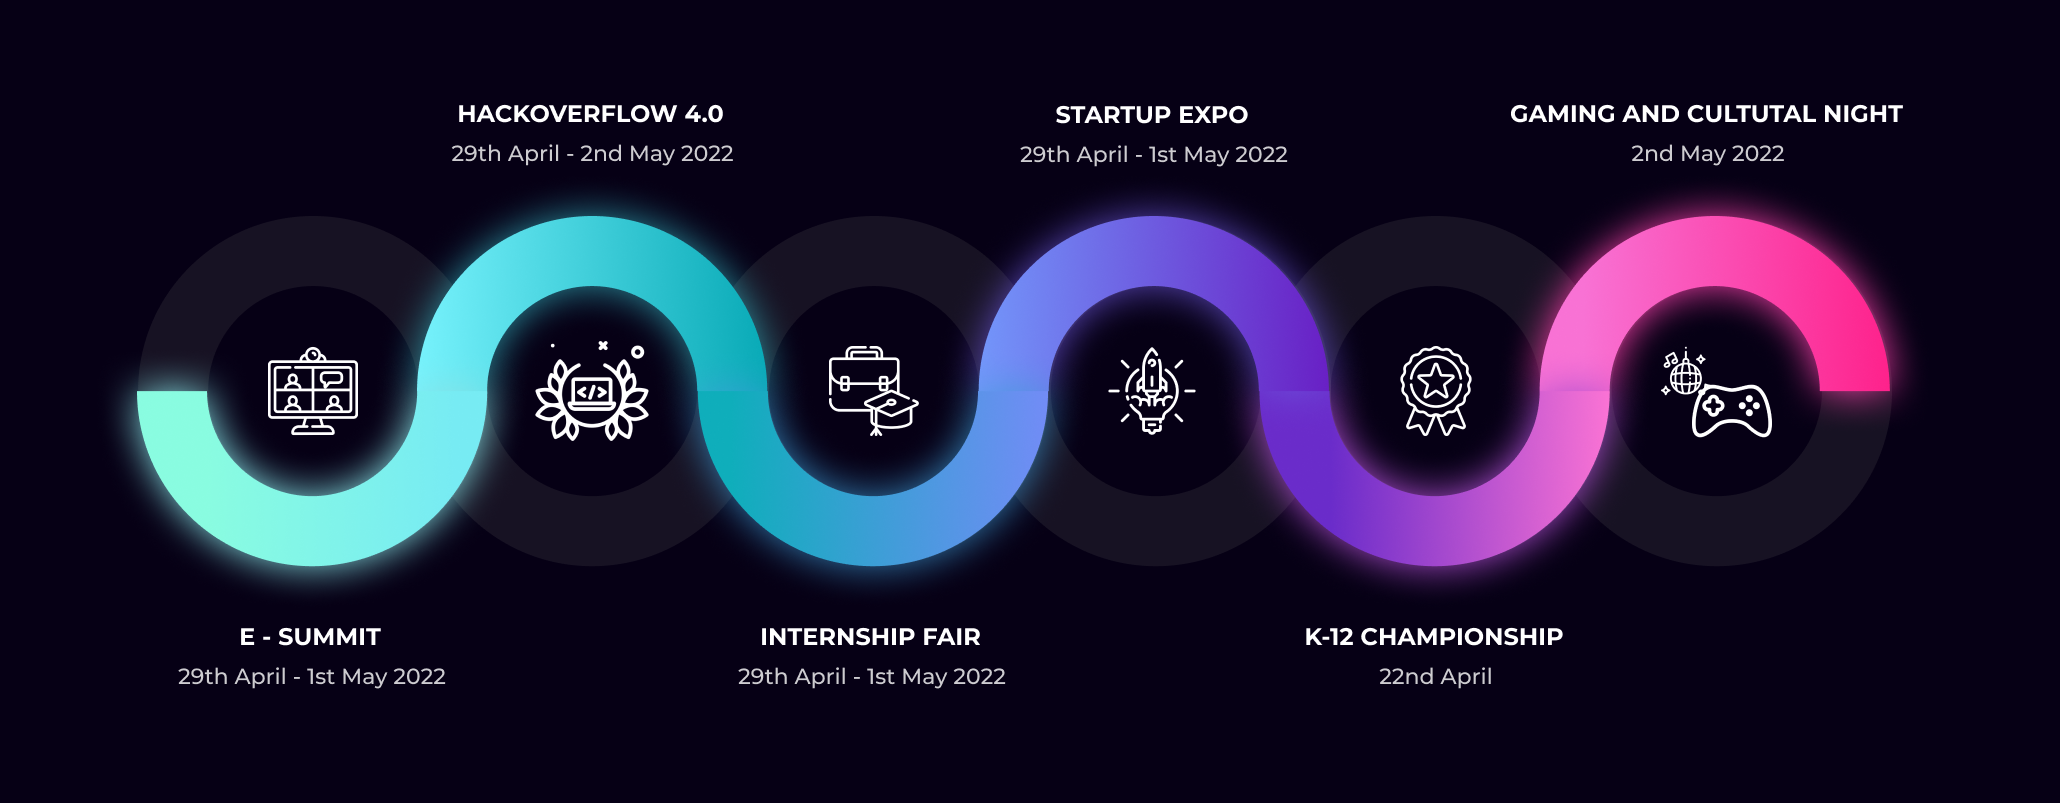 HACKOVERFLOW 4.0
29th April - 2nd May 2022
STARTUP EXPO
29th April - 1st May 2022
GAMING AND CULTUTAL NIGHT
2nd May 2022
E - SUMMIT
29th April - 1st May 2022
INTERNSHIP FAIR
29th April - 1st May 2022
K-12 CHAMPIONSHIP
22nd April